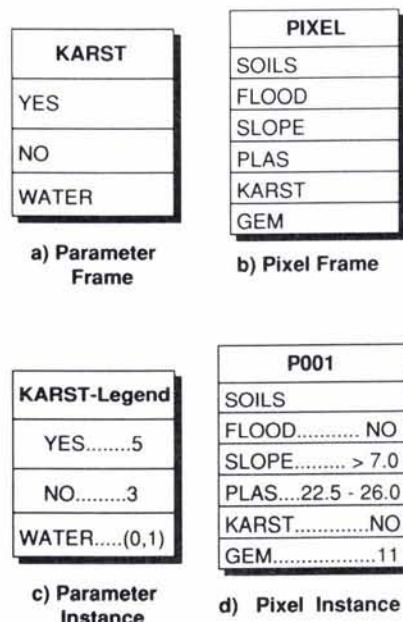 KARST
YES
NO
WATER
a) Parameter
Frame
PIXEL
SOILS
FLOOD
SLOPE
PLAS
KARST
GEM
b) Pixel Frame
KARST-Legend
YES........5
NO.........3
WATER.....(0,1)
c) Parameter
Instance
P001
SOILS
FLOOD........... NO
SLOPE......... > 7.0
PLAS....22.5 - 26.0
KARST.............NO
GEM..................11
d) Pixel Instance